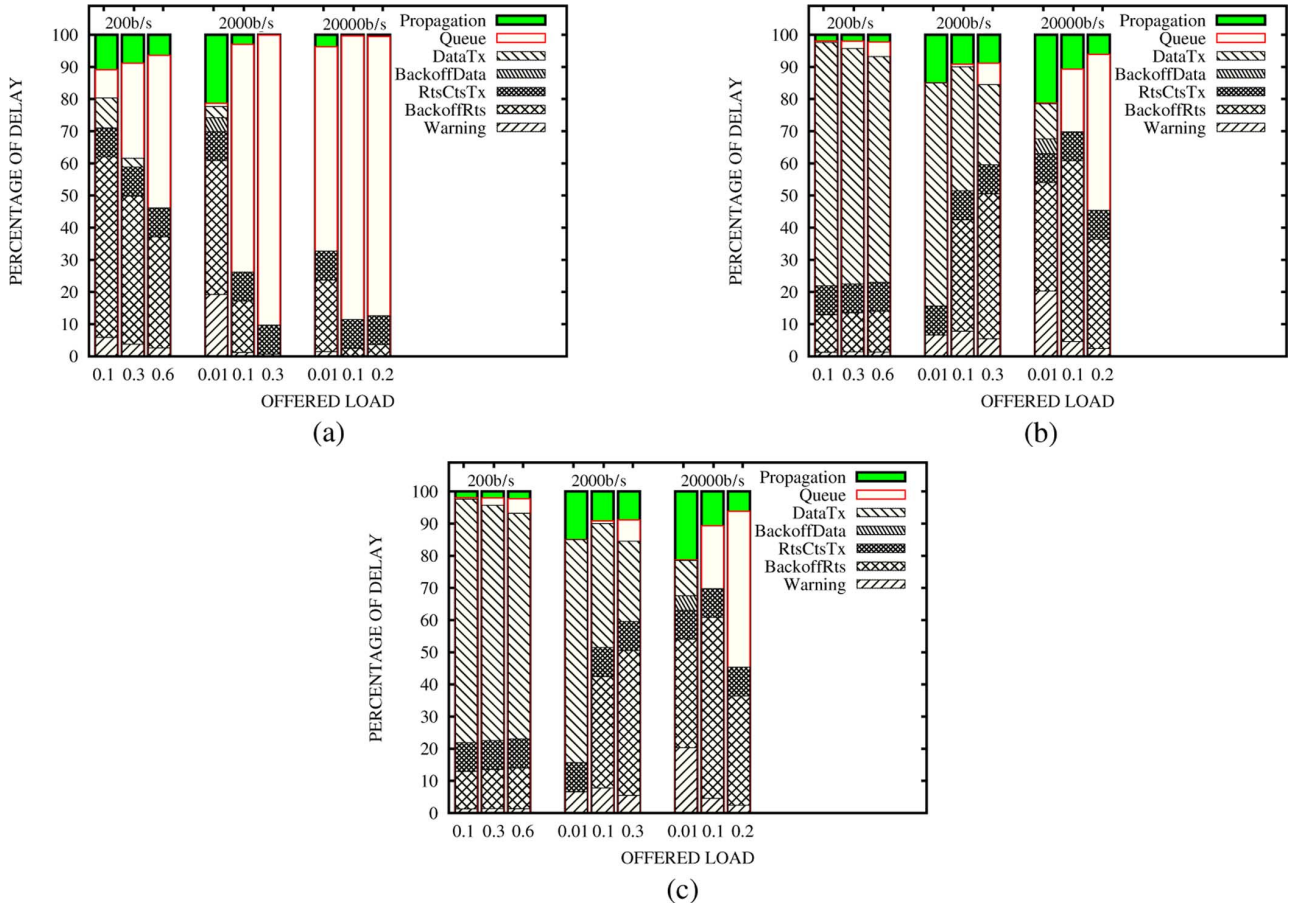 200b/s 2000b/s 20000b/s
Propagation
Queue
DataTx
BackoffData
RtsCtsTx
BackoffRts
Warning
100
90
80
70
60
50
40
30
20
10
0
PERCENTAGE OF DELAY
0.1 0.3 0.6 0.01 0.1 0.3 0.01 0.1 0.2
OFFERED LOAD
(a)
200b/s 2000b/s 20000b/s
Propagation
Queue
DataTx
BackoffData
RtsCtsTx
BackoffRts
Warning
100
90
80
70
60
50
40
30
20
10
0
PERCENTAGE OF DELAY
0.1 0.3 0.6 0.01 0.1 0.3 0.01 0.1 0.2
OFFERED LOAD
(b)
200b/s 2000b/s 20000b/s
Propagation
Queue
DataTx
BackoffData
RtsCtsTx
BackoffRts
Warning
100
90
80
70
60
50
40
30
20
10
0
PERCENTAGE OF DELAY
0.1 0.3 0.6 0.01 0.1 0.3 0.01 0.1 0.2
OFFERED LOAD
(c)